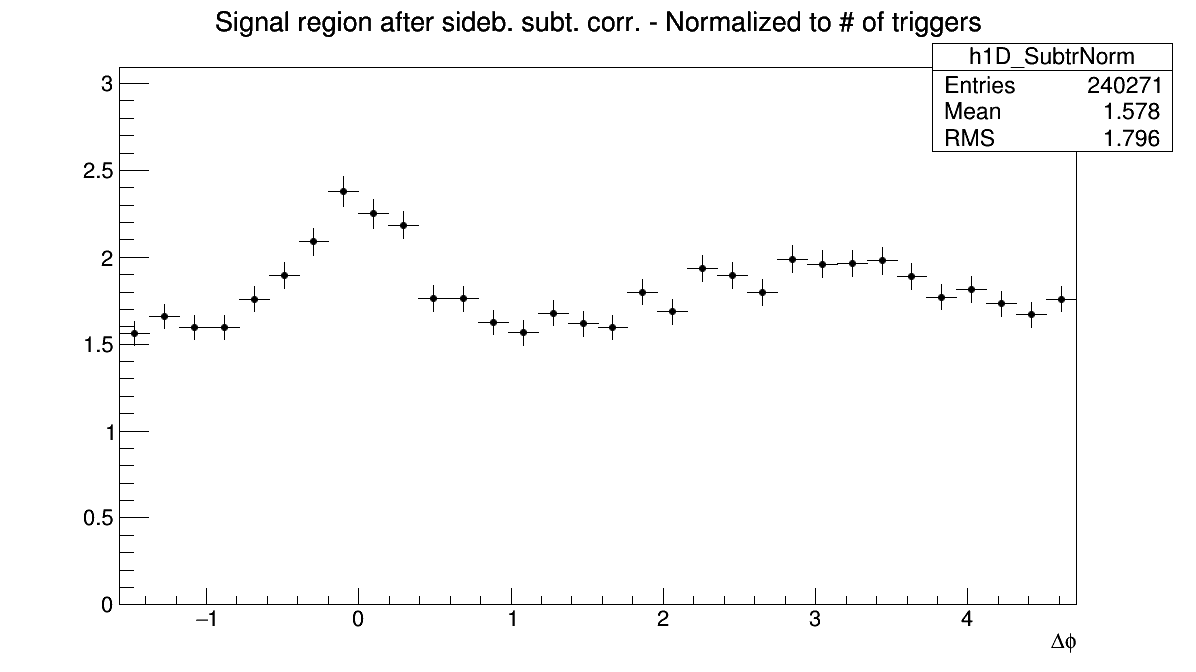 Signal region after sideb. subt. corr. - Normalized to # of triggers
h1D_SubtrNorm
Entries 240271
Mean 1.578
RMS 1.796
3
2.5
2
1.5
1
0.5
0
−1 0 1 2 3 4
Δϕ